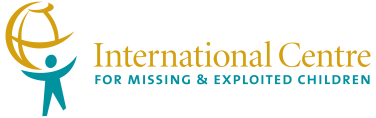 International Centre
FOR MISSING & EXPLOITED CHILDREN